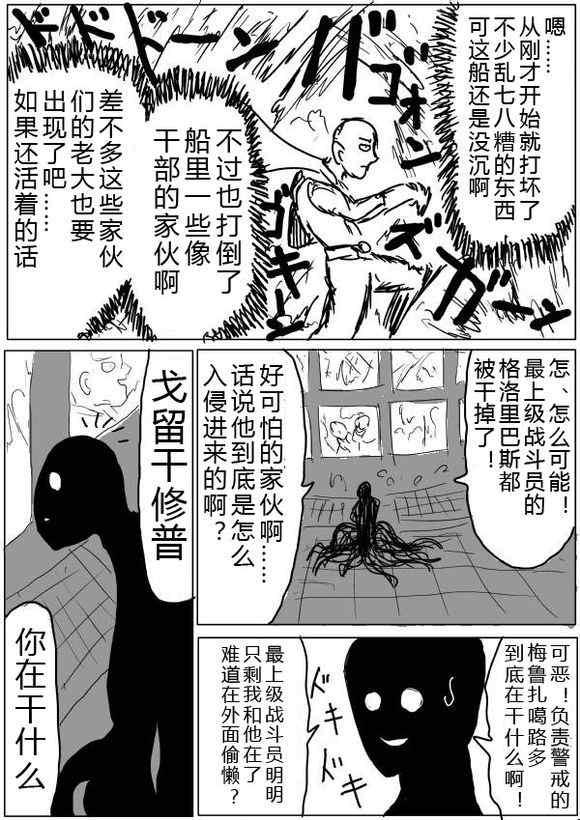 嗯……
从刚才开始就打坏了
不少乱七八糟的东西
可这船还是没沉啊
不过也打倒了
船里一些像
干部的家伙啊
差不多这些家伙
们的老大也要
出现了吧……
如果还活着的话
ドドドーン
ズゴゴオン
ズガーン
ガキーン
怎、怎么可能！
最上级战斗员的
格洛里巴斯都
被干掉了！
好可怕的家伙啊……
话说他到底是怎么
入侵进来的啊？
戈留干修普
你在干什么
可恶！负责警戒的
梅鲁扎噶路多
到底在干什么啊！
最上级战斗员明明
只剩我和他在了
难道在外面偷懒？
ドキ
ドキ